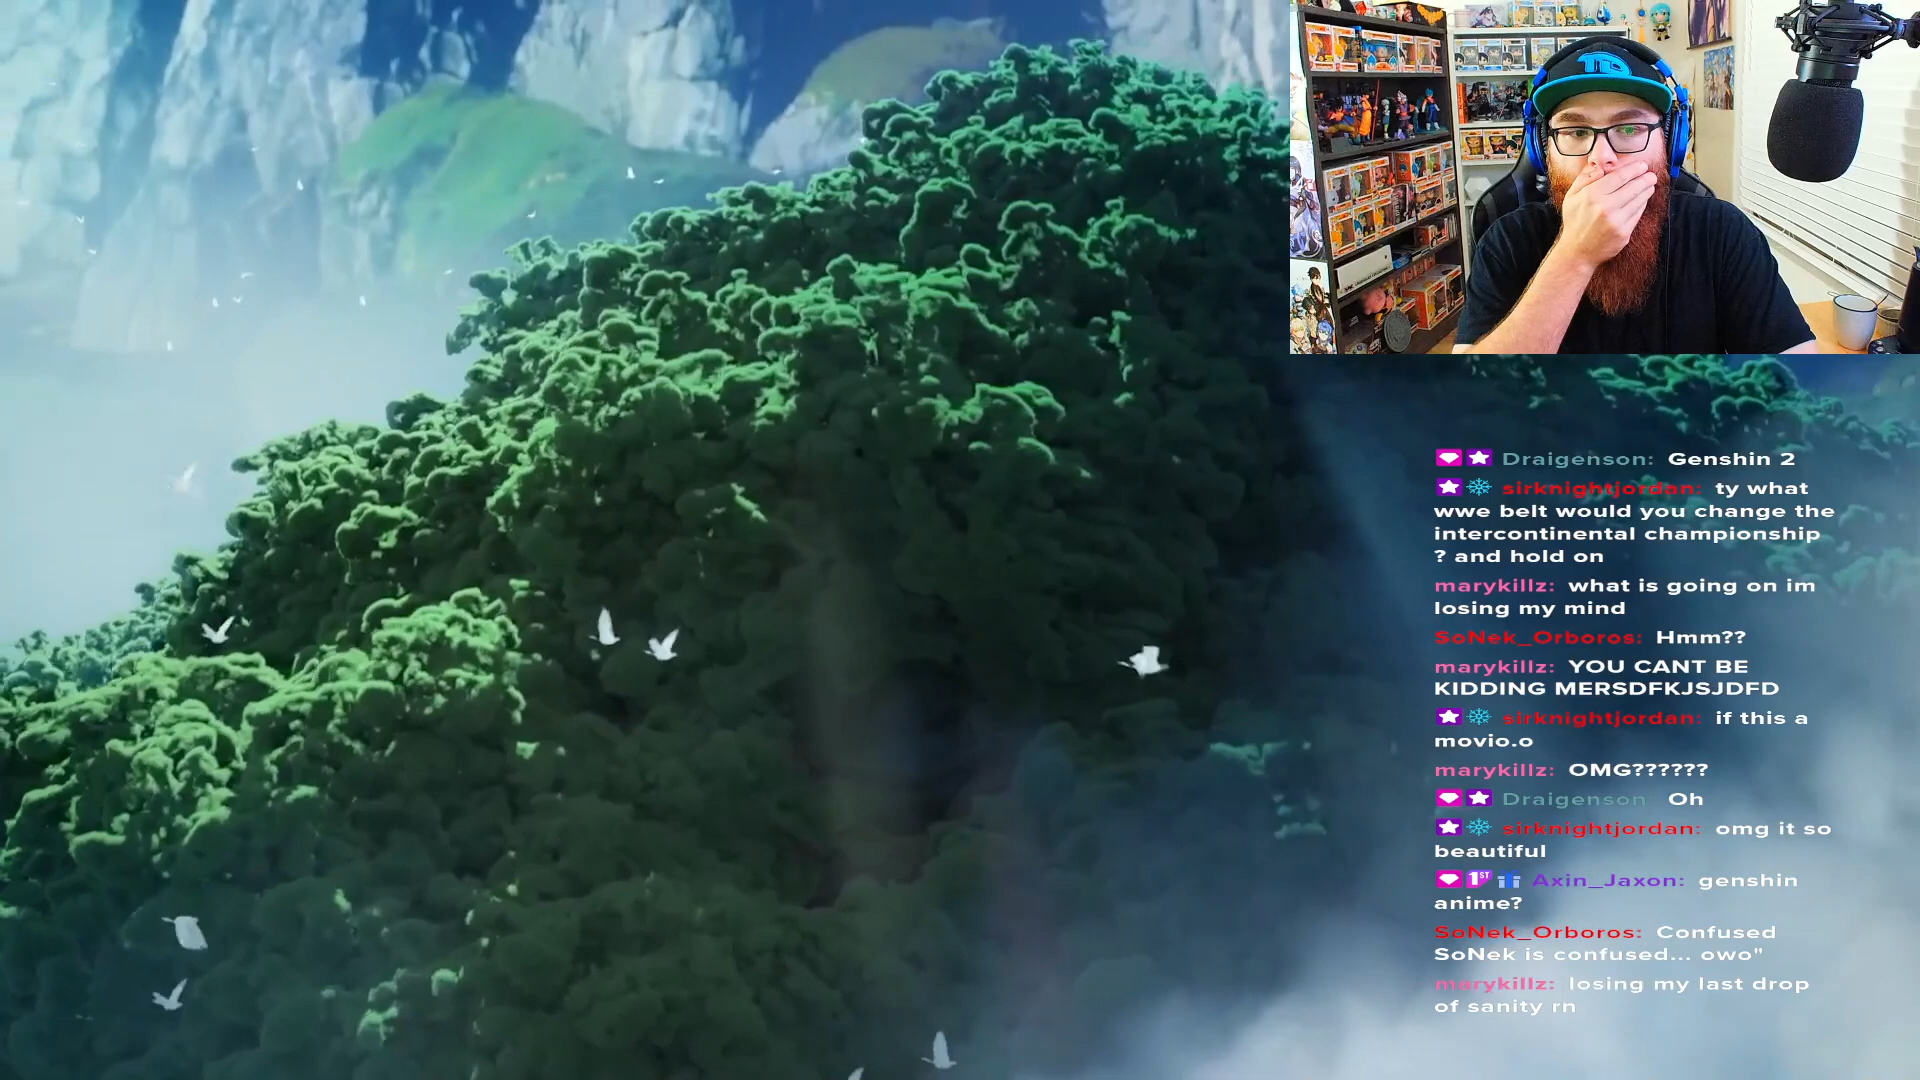 Draigenson: Genshin 2
sirknightjordan: ty what
wwe belt would you change the
intercontinental championship
? and hold on
marykillz: what is going on im
losing my mind
SoNek_Orboros: Hmm??
marykillz: YOU CANT BE
KIDDING MERSDFKJSJDFD
sirknightjordan: if this a
movio.o
marykillz: OMG??????
Draigenson Oh
sirknightjordan: omg it so
beautiful
1ST Axin_Jaxon: genshin
anime?
SoNek_Orboros: Confused
SoNek is confused... owo"
marykillz: losing my last drop
of sanity rn